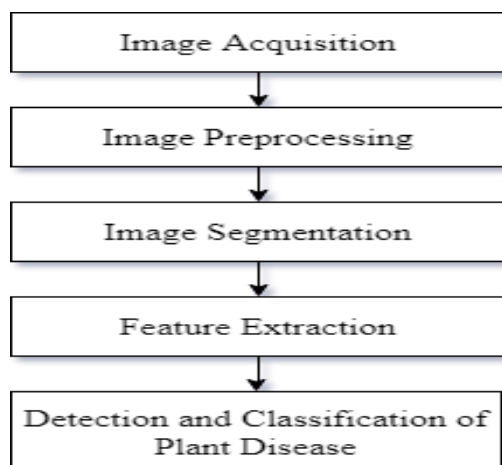 Image Acquisition
Image Preprocessing
Image Segmentation
Feature Extraction
Detection and Classification of
Plant Disease